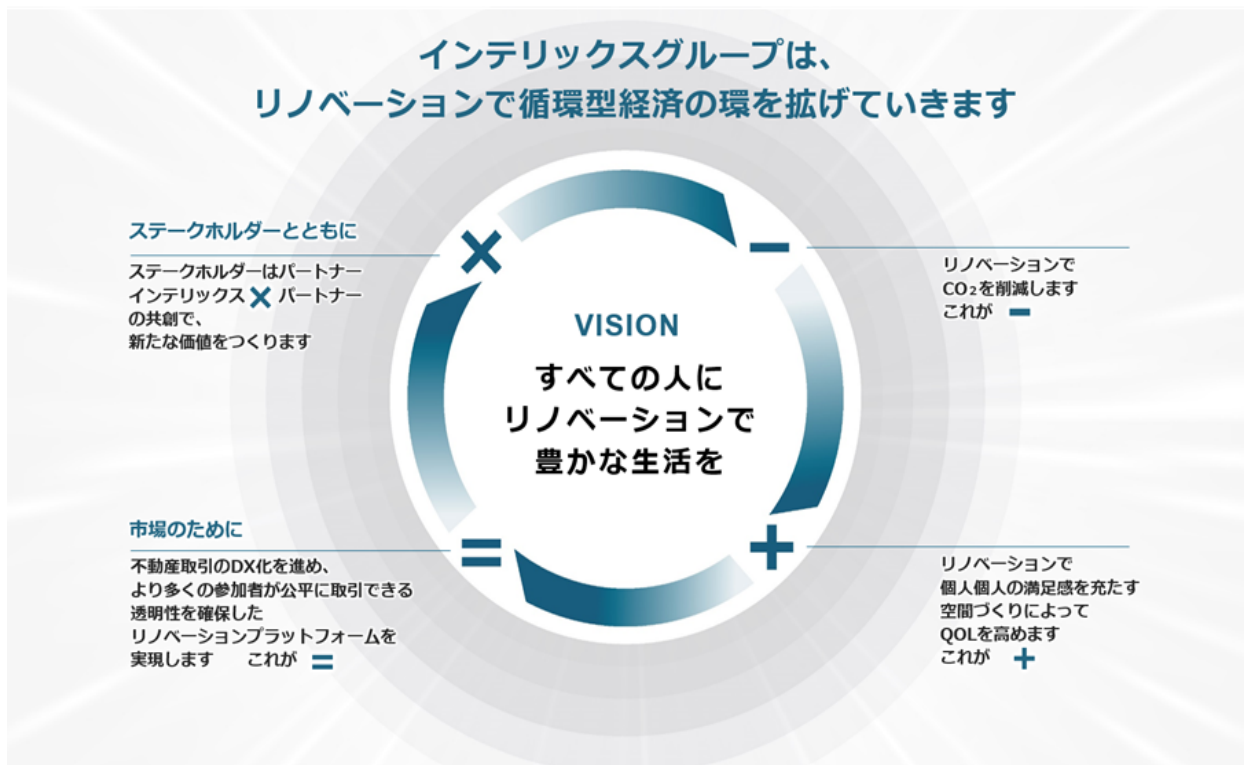 インテリックスグループは、
リノベーションで循環型経済の環を拡げていきます
ステークホルダーとともに
ステークホルダーはパートナー
インテリックス × パートナー
の共創で、
新たな価値をつくります
×
−
リノベーションで
CO₂を削減します
これが −
VISION
すべての人に
リノベーションで
豊かな生活を
市場のために
不動産取引のDX化を進め、
より多くの参加者が公平に取引できる
透明性を確保した
リノベーションプラットフォームを
実現します これが =
=
+
リノベーションで
個人個人の満足感を充たす
空間づくりによって
QOLを高めます
これが +